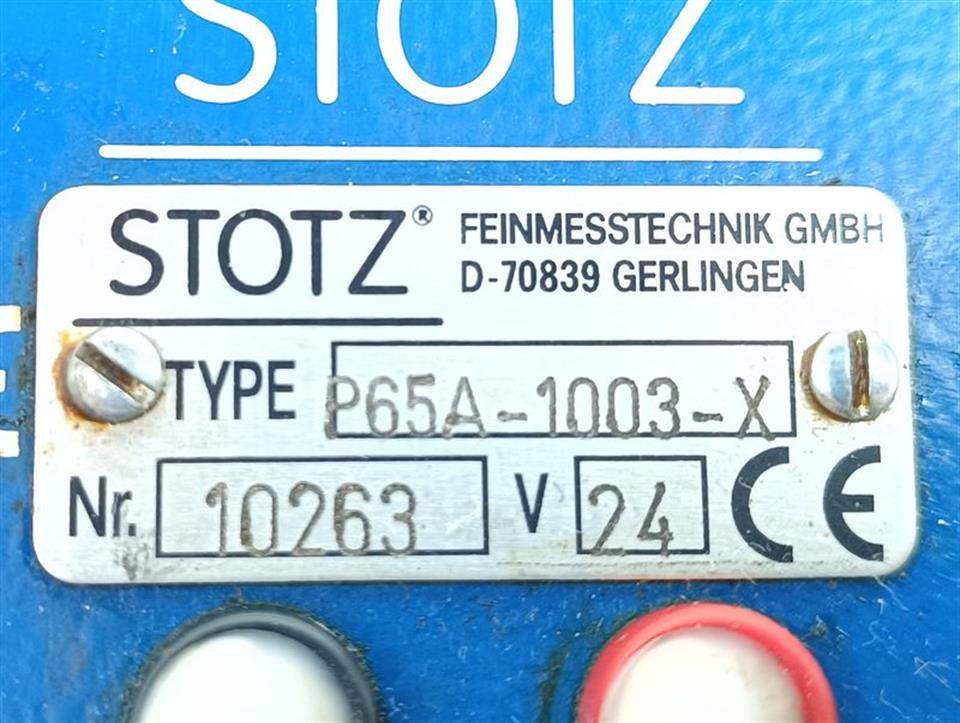 STOTZ
STOTZ® FEINMESSTECHNIK GMBH
D-70839 GERLINGEN
TYPE P65A-1003-X
Nr. 10263 V 24 CE